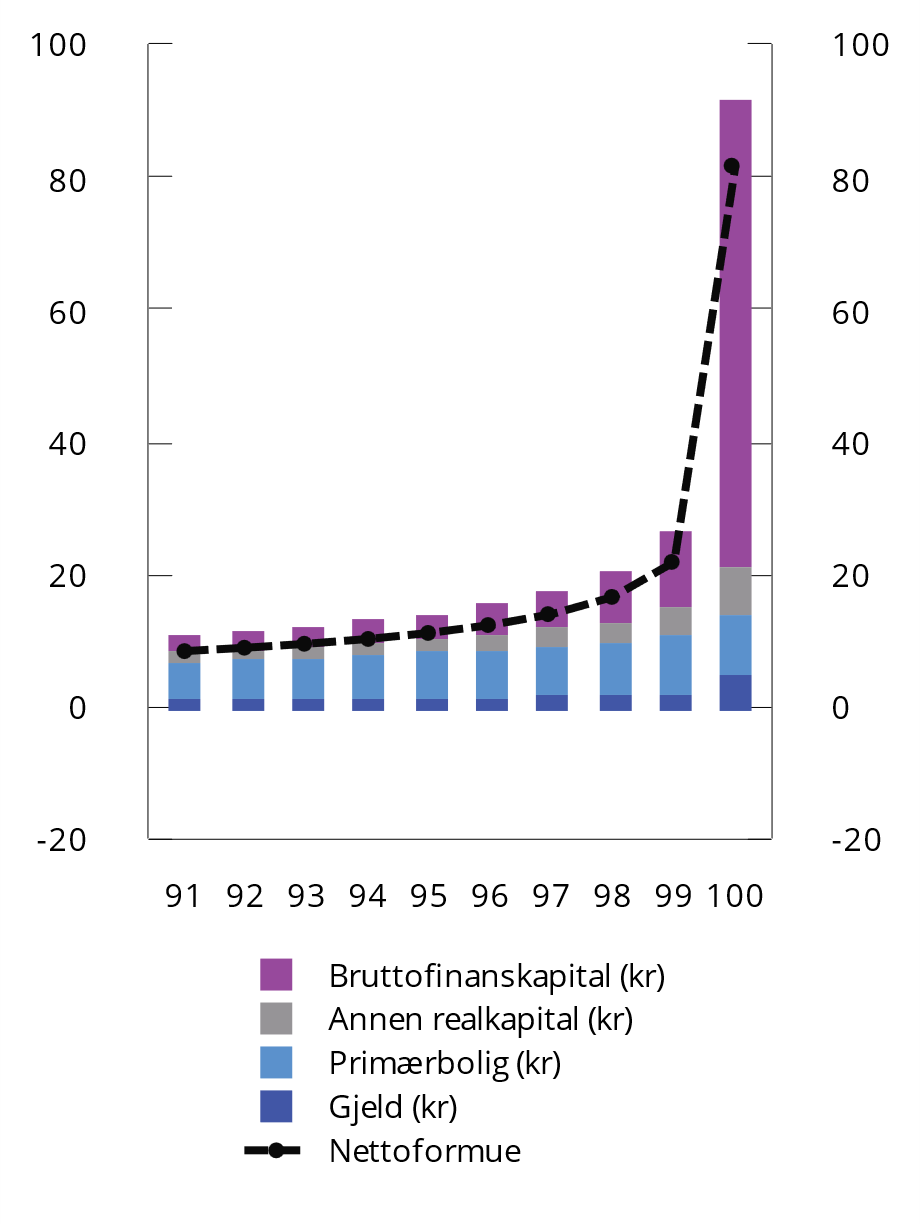 100 100
80 80
60 60
40 40
20 20
0 0
-20 -20
91 92 93 94 95 96 97 98 99 100
Bruttofinanskapital (kr)
Annen realkapital (kr)
Primærbolig (kr)
Gjeld (kr)
Nettoformue